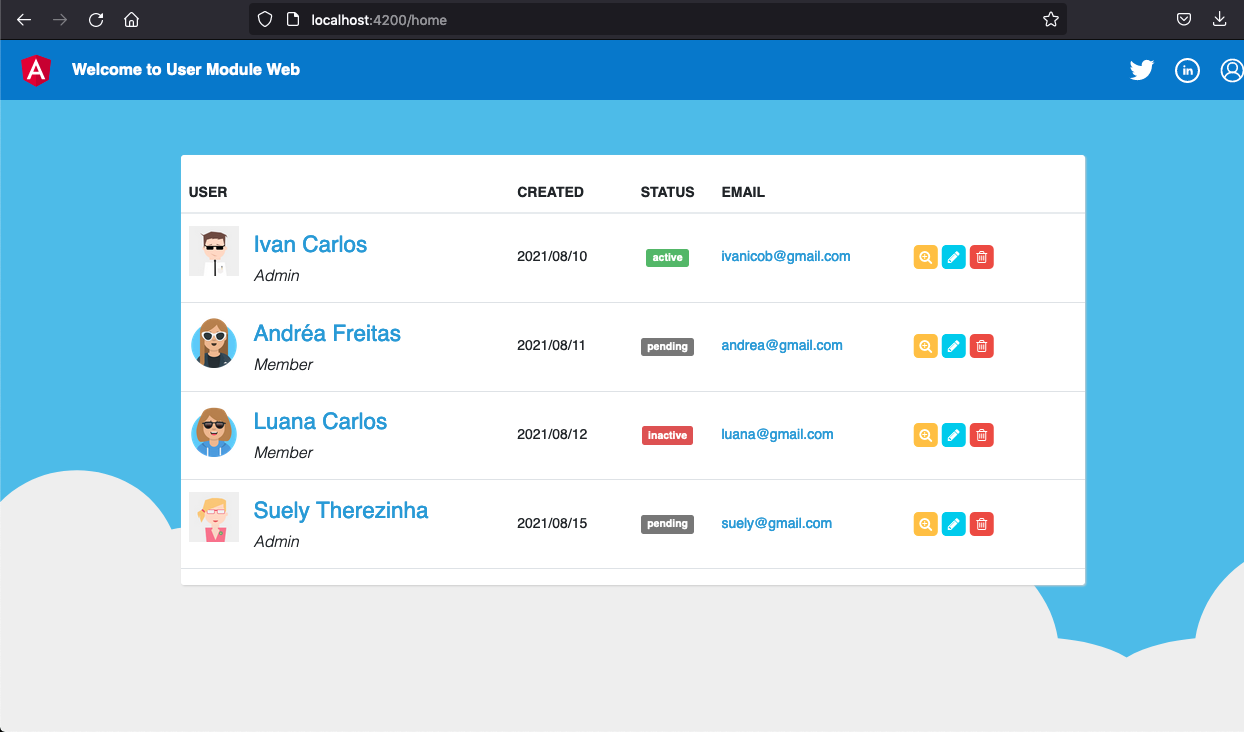 localhost:4200/home
Welcome to User Module Web
in
USER CREATED STATUS EMAIL
Ivan Carlos
Admin
2021/08/10 active ivanicob@gmail.com
Andréa Freitas
Member
2021/08/11 pending andrea@gmail.com
Luana Carlos
Member
2021/08/12 inactive luana@gmail.com
Suely Therezinha
Admin
2021/08/15 pending suely@gmail.com